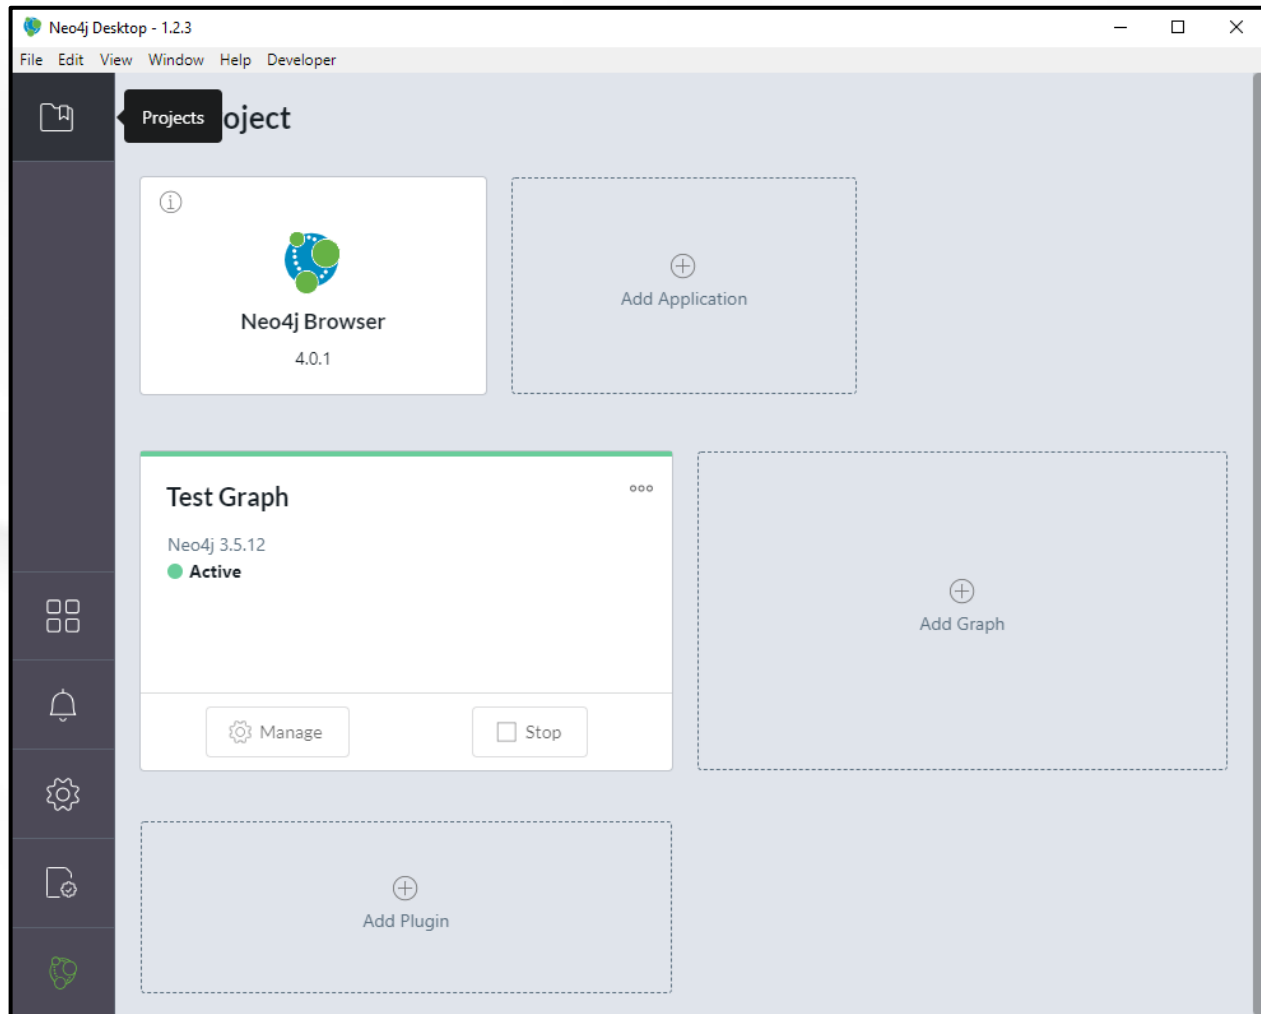 Neo4j Desktop - 1.2.3
File Edit View Window Help Developer
Projects oject
Neo4j Browser
4.0.1
Add Application
Test Graph
Neo4j 3.5.12
Active
Manage Stop
Add Graph
Add Plugin